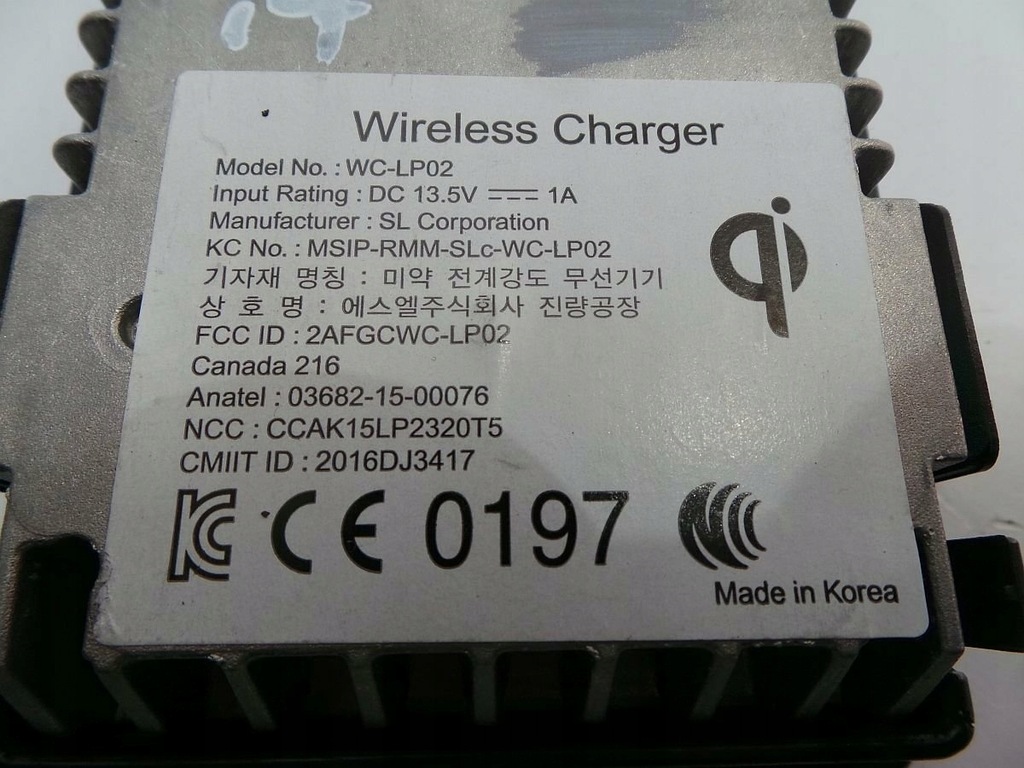 Wireless Charger
Model No. : WC-LP02
Input Rating : DC 13.5V ⎓ 1A
Manufacturer : SL Corporation
KC No. : MSIP-RMM-SLc-WC-LP02
기자재 명칭 : 미약 전계강도 무선기기
상 호 명 : 에스엘주식회사 진량공장
FCC ID : 2AFGCWC-LP02
Canada 216
Anatel : 03682-15-00076
NCC : CCAK15LP2320T5
CMIIT ID : 2016DJ3417
qi
KC CE 0197
Made in Korea